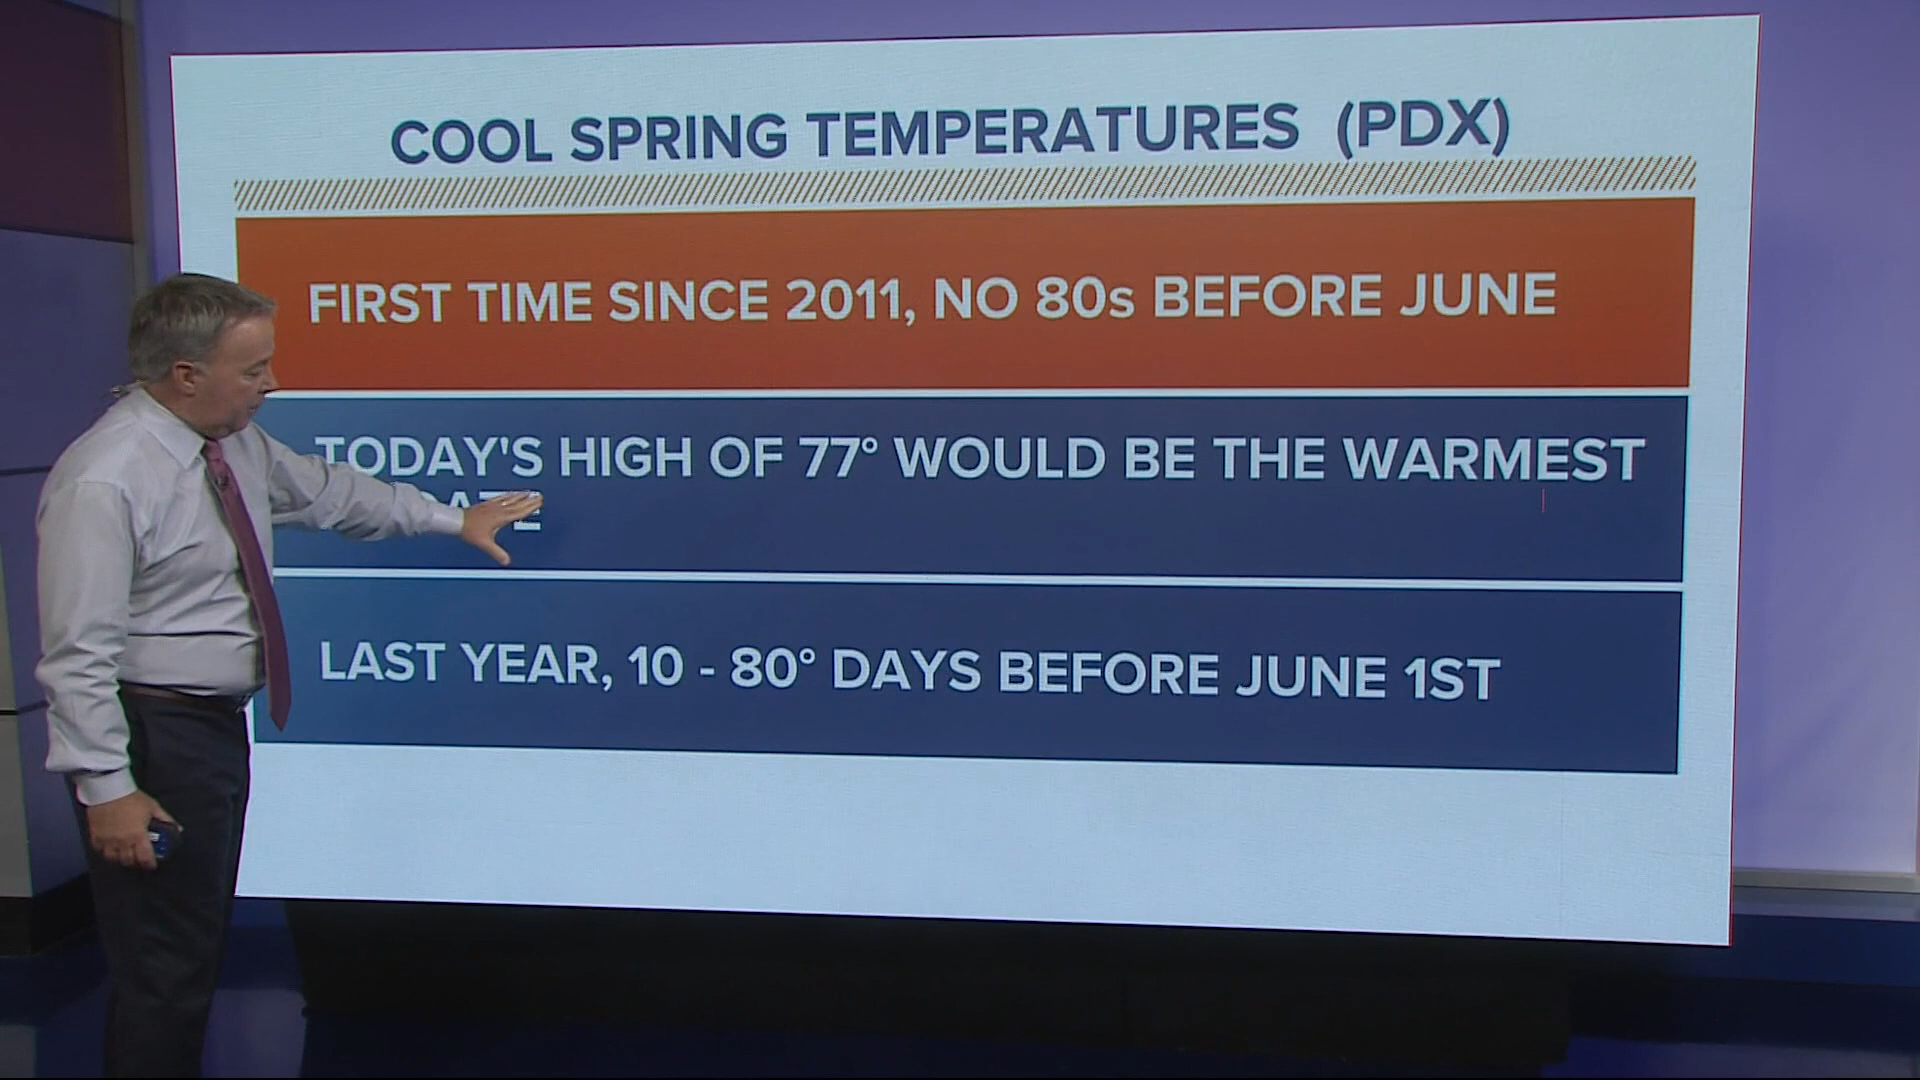 COOL SPRING TEMPERATURES (PDX)
FIRST TIME SINCE 2011, NO 80s BEFORE JUNE
TODAY'S HIGH OF 77° WOULD BE THE WARMEST
DATE
LAST YEAR, 10 - 80° DAYS BEFORE JUNE 1ST